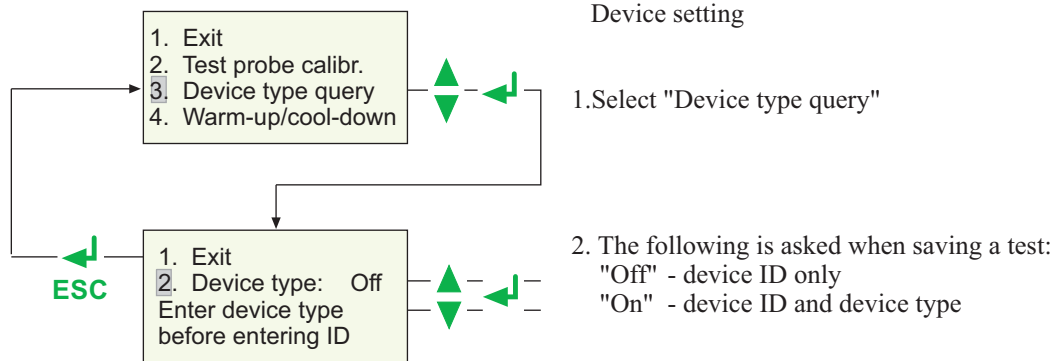 Device setting
1. Exit
2. Test probe calibr.
3. Device type query
4. Warm-up/cool-down
1.Select "Device type query"
1. Exit
2. Device type: Off
Enter device type
before entering ID
ESC
2. The following is asked when saving a test:
"Off" - device ID only
"On" - device ID and device type